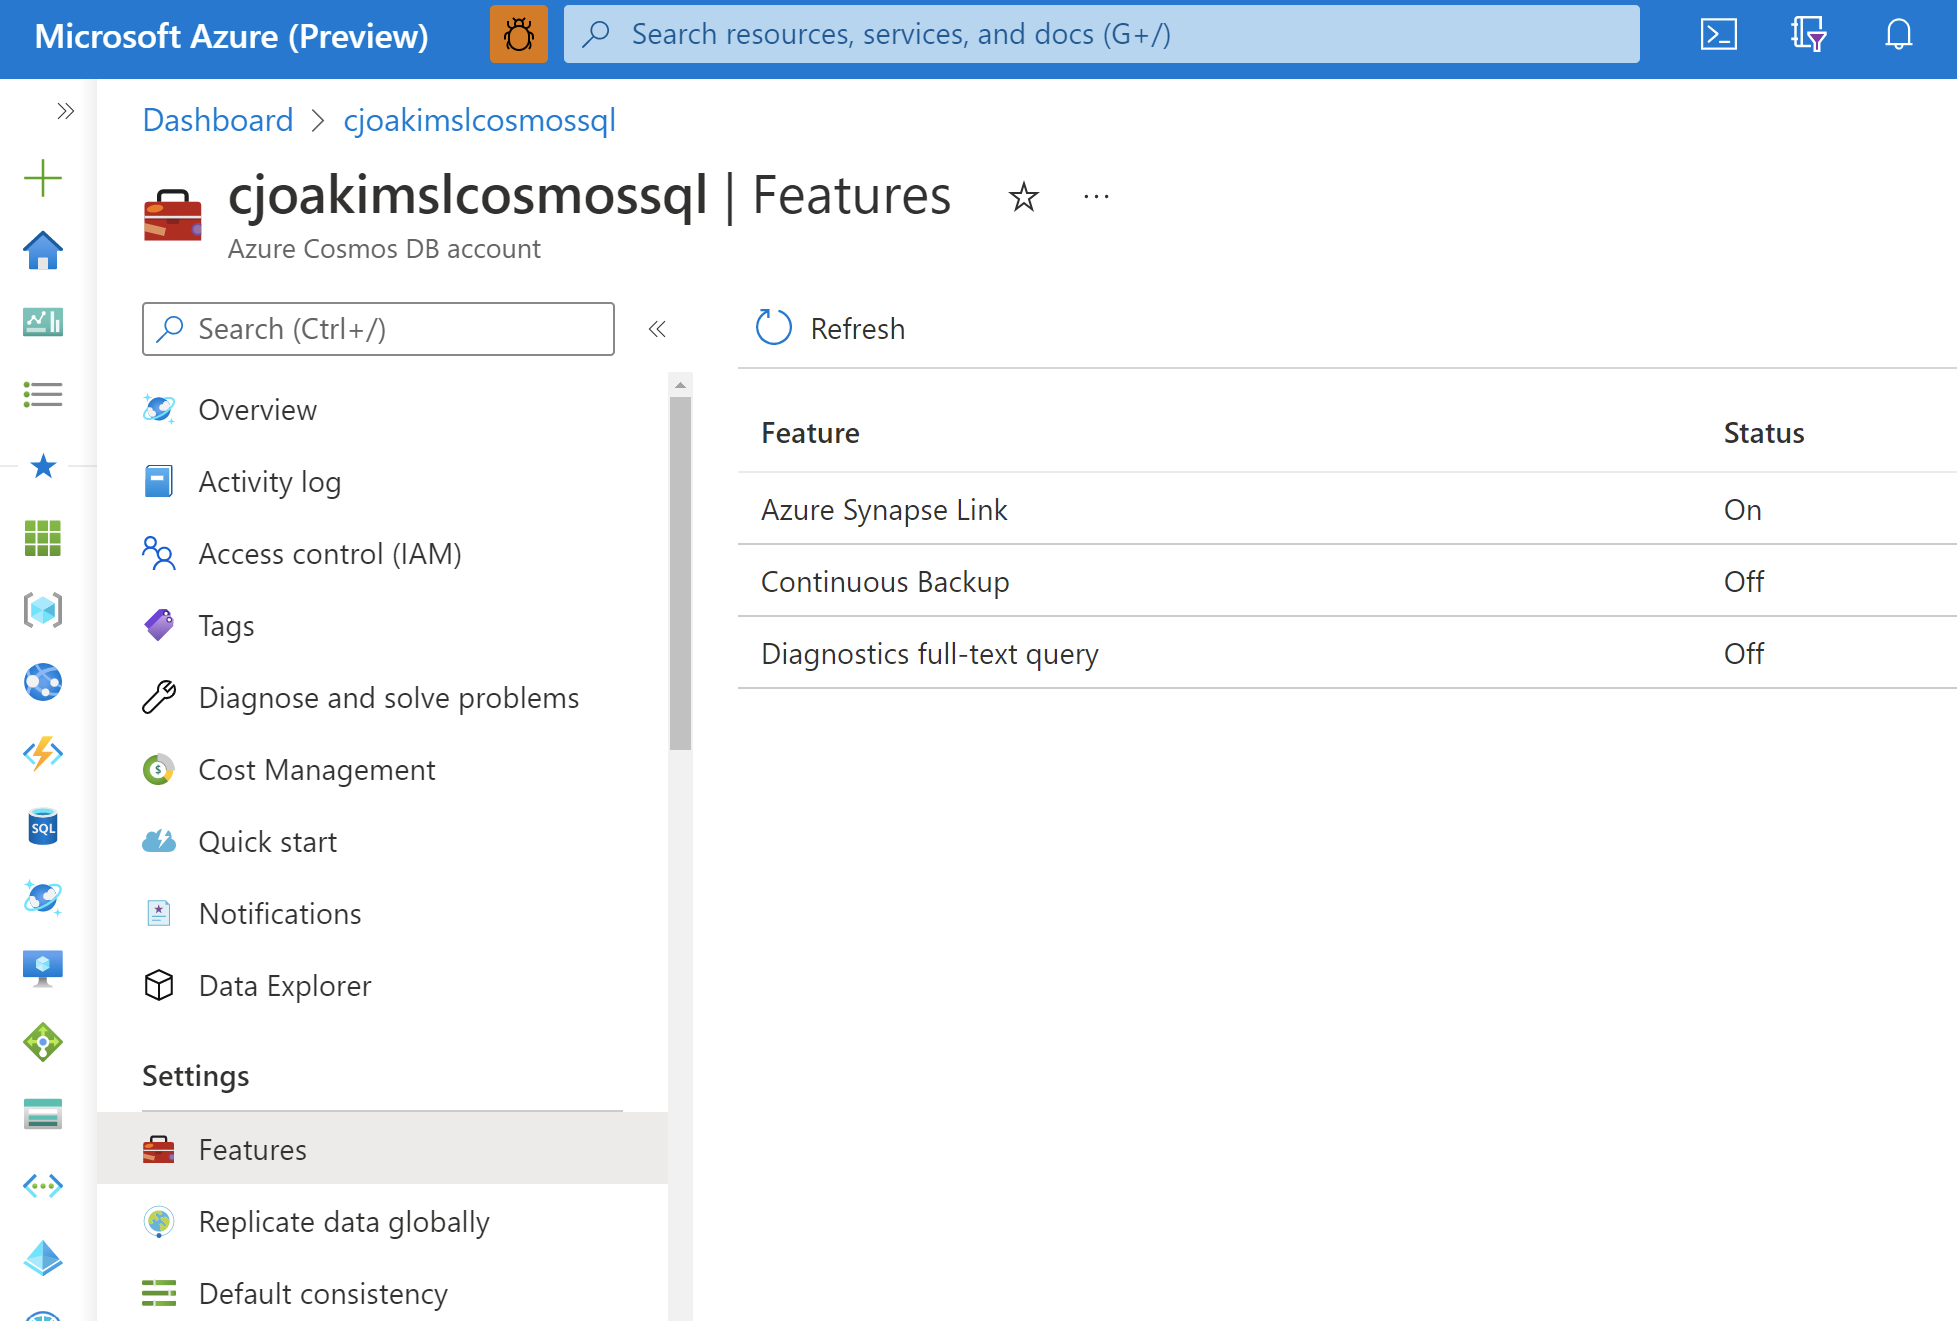 Microsoft Azure (Preview)
Search resources, services, and docs (G+/)
Dashboard > cjoakimslcosmossql
cjoakimslcosmossql | Features
...
Azure Cosmos DB account
Search (Ctrl+/)
Overview
Activity log
Access control (IAM)
Tags
Diagnose and solve problems
Cost Management
Quick start
Notifications
Data Explorer
Settings
Features
Replicate data globally
Default consistency
Refresh
Feature Status
Azure Synapse Link On
Continuous Backup Off
Diagnostics full-text query Off
SQL